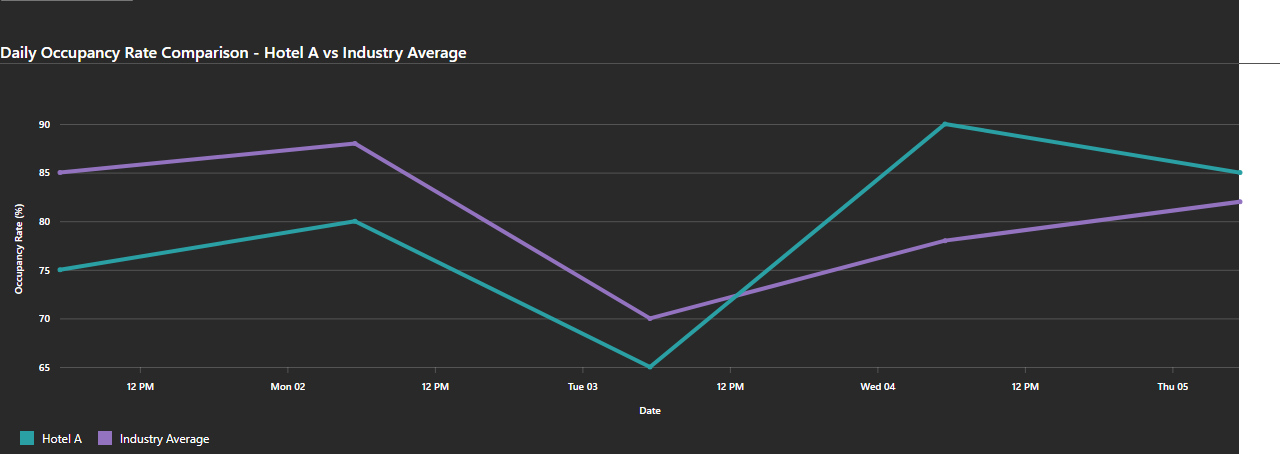 Daily Occupancy Rate Comparison - Hotel A vs Industry Average
90
85
80
75
70
65
Occupancy Rate (%)
12 PM Mon 02 12 PM Tue 03 12 PM Wed 04 12 PM Thu 05
Date
Hotel A Industry Average